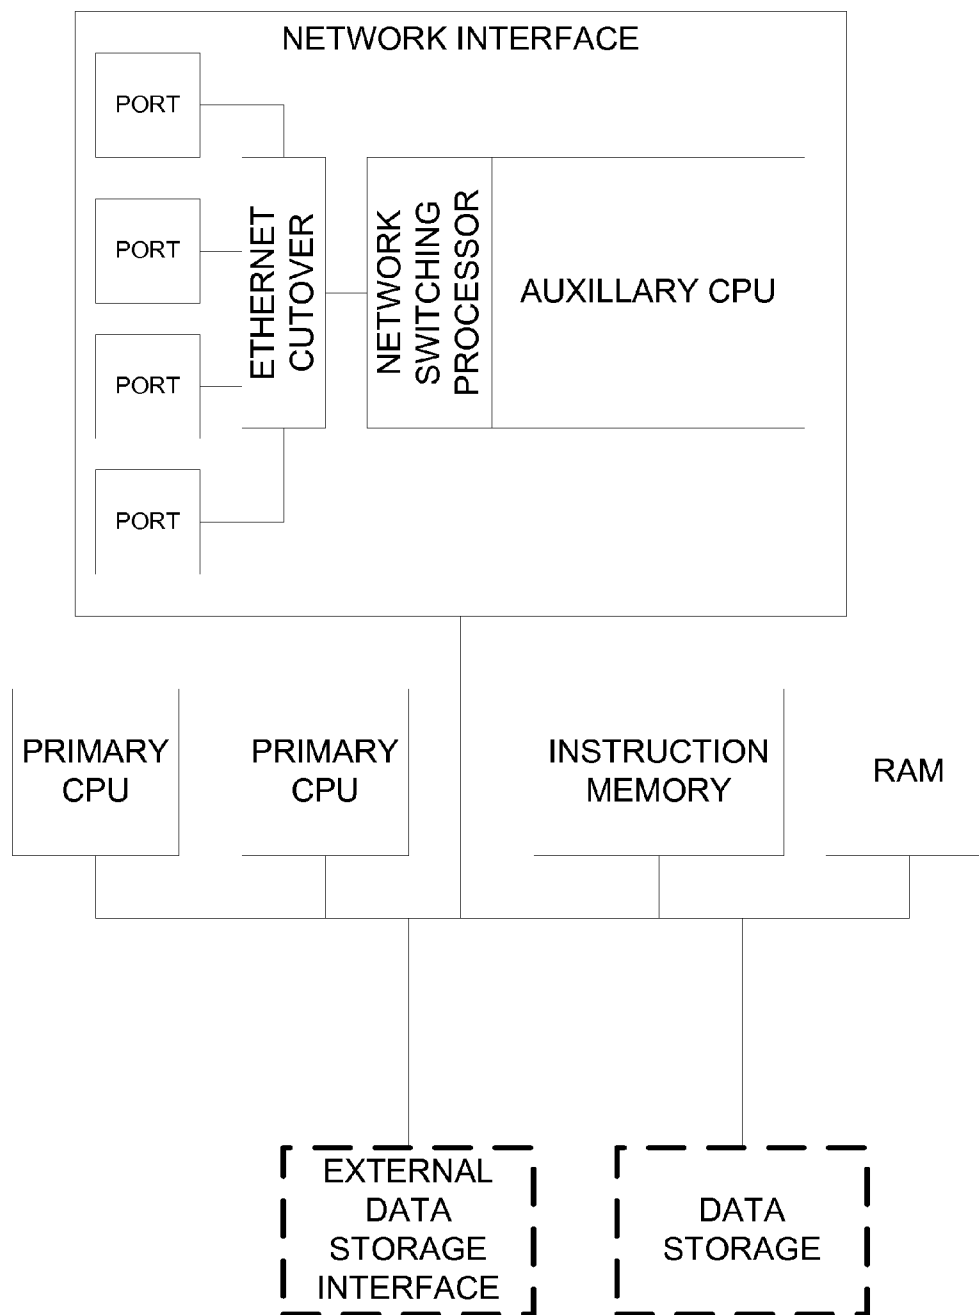 NETWORK INTERFACE
PORT
PORT
PORT
PORT
ETHERNET
CUTOVER
NETWORK
SWITCHING
PROCESSOR
AUXILLARY CPU
PRIMARY
CPU
PRIMARY
CPU
INSTRUCTION
MEMORY
RAM
EXTERNAL
DATA
STORAGE
INTERFACE
DATA
STORAGE